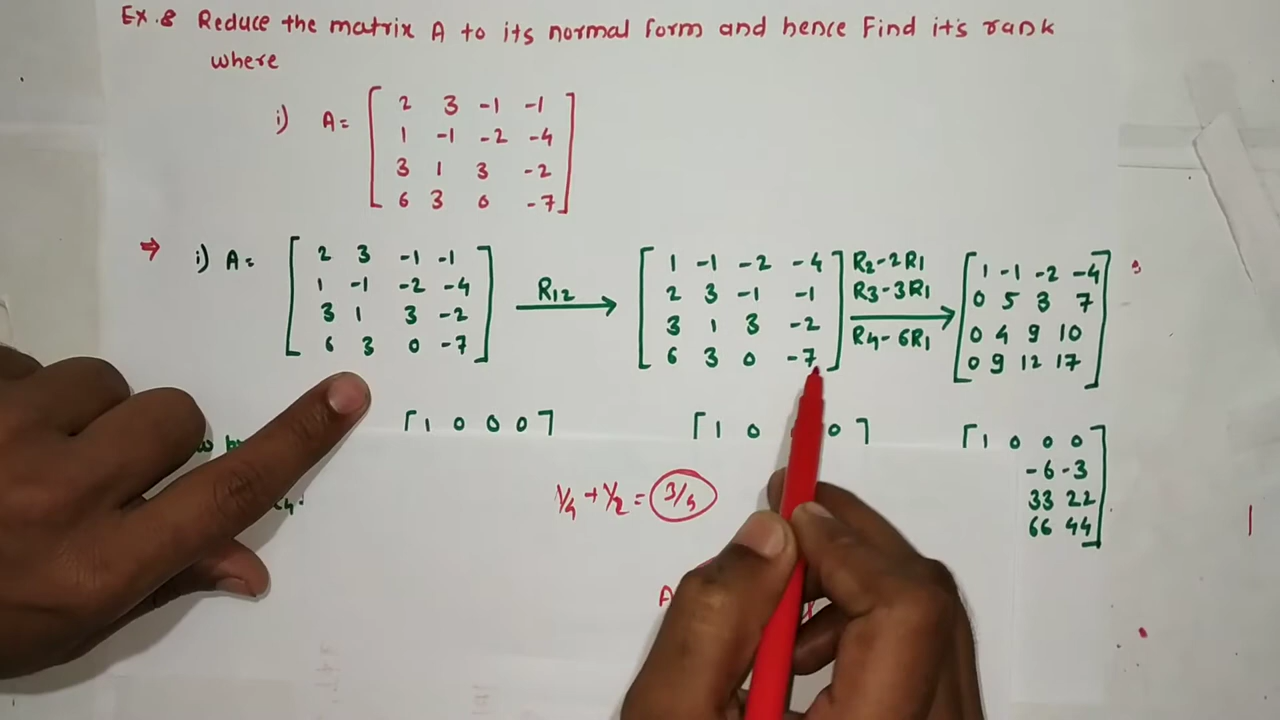 Ex.8 Reduce the matrix A to its normal form and hence Find it's rank
where
i) A= [ 2 3 -1 -1
1 -1 -2 -4
3 1 3 -2
6 3 0 -7 ]
⇒ i) A= [ 2 3 -1 -1
1 -1 -2 -4
3 1 3 -2
6 3 0 -7 ]
R12
[ 1 -1 -2 -4
2 3 -1 -1
3 1 3 -2
6 3 0 -7 ]
R2-2R1
R3-3R1
R4-6R1
[ 1 -1 -2 -4
0 5 3 7
0 4 9 10
0 9 12 17 ]
[ 1 0 0 0 ]
[ 1 0 0 ]
[ 1 0 0 0
-6 -3
33 22
66 44 ]
1/4 + 1/2 = 3/4
A